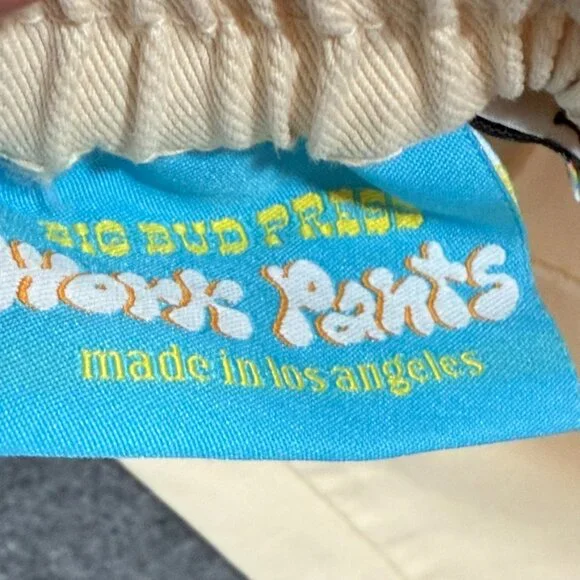 BIG BUD PRESS
Work Pants
made in los angeles